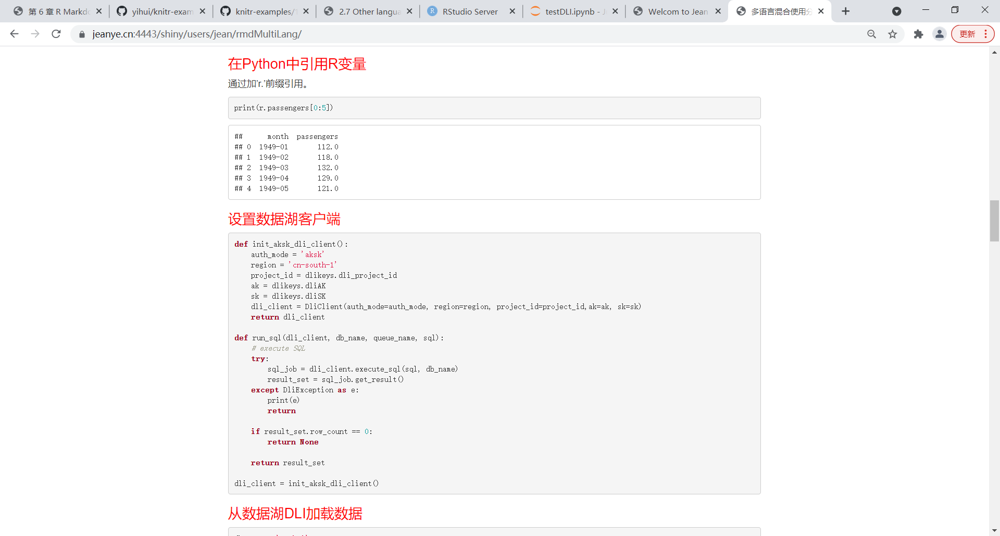 第 6 章 R Markdo
yihui/knitr-exam
knitr-examples/1
2.7 Other langua
RStudio Server
testDLI.ipynb - J
Welcom to Jean
多语言混合使用分
jeanye.cn:4443/shiny/users/jean/rmdMultiLang/
更新
在Python中引用R变量
通过加'r.'前缀引用。
print(r.passengers[0:5])
##      month  passengers
## 0  1949-01       112.0
## 1  1949-02       118.0
## 2  1949-03       132.0
## 3  1949-04       129.0
## 4  1949-05       121.0
设置数据湖客户端
def init_aksk_dli_client():
    auth_mode = 'aksk'
    region = 'cn-south-1'
    project_id = dlikeys.dli_project_id
    ak = dlikeys.dliAK
    sk = dlikeys.dliSK
    dli_client = DliClient(auth_mode=auth_mode, region=region, project_id=project_id,ak=ak, sk=sk)
    return dli_client
def run_sql(dli_client, db_name, queue_name, sql):
    # execute SQL
    try:
        sql_job = dli_client.execute_sql(sql, db_name)
        result_set = sql_job.get_result()
    except DliException as e:
        print(e)
        return
    if result_set.row_count == 0:
        return None
    return result_set
dli_client = init_aksk_dli_client()
从数据湖DLI加载数据